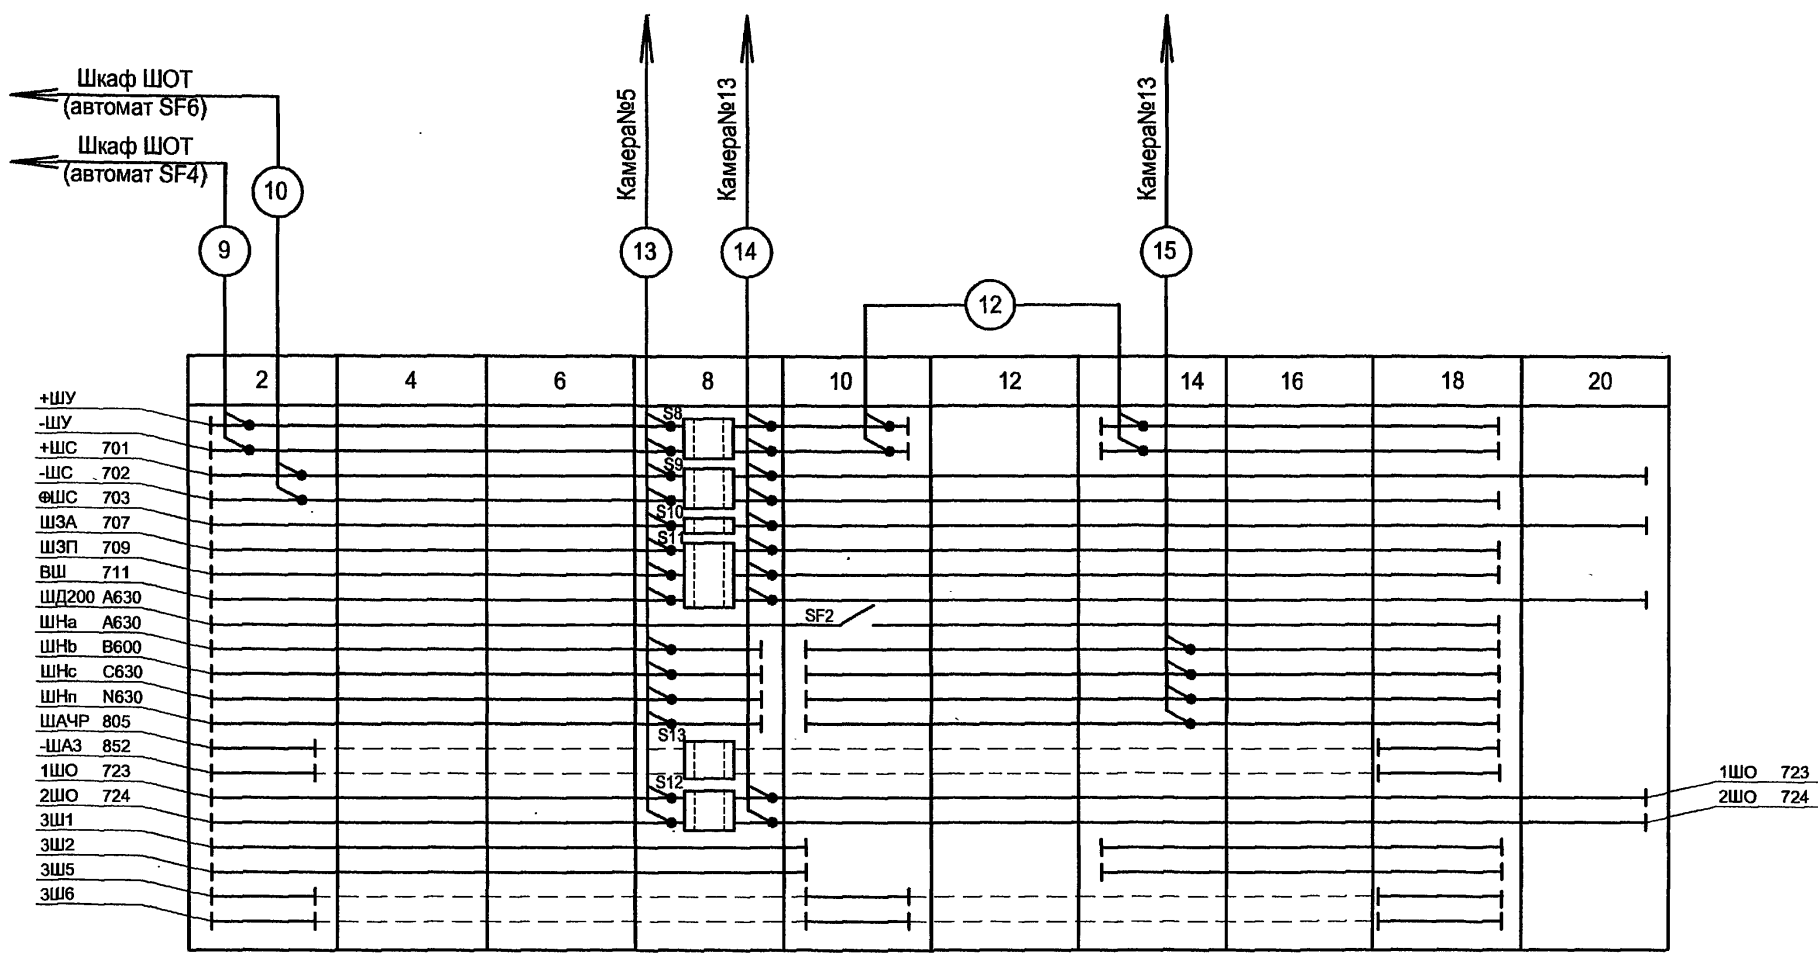 Шкаф ШОТ
(автомат SF6)
Шкаф ШОТ
(автомат SF4)
Камера№5
Камера№13
Камера№13
10
9
13
14
15
12
2
4
6
8
10
12
14
16
18
20
+ШУ
-ШУ
+ШС 701
-ШС 702
⊕ШС 703
ШЗА 707
ШЗП 709
ВШ 711
ШД200 А630
ШНа А630
ШНb В600
ШНс С630
ШНп N630
ШАЧР 805
-ШАЗ 852
1ШО 723
2ШО 724
ЗШ1
ЗШ2
ЗШ5
ЗШ6
S8
S9
S10
S11
SF2
S13
S12
1ШО 723
2ШО 724